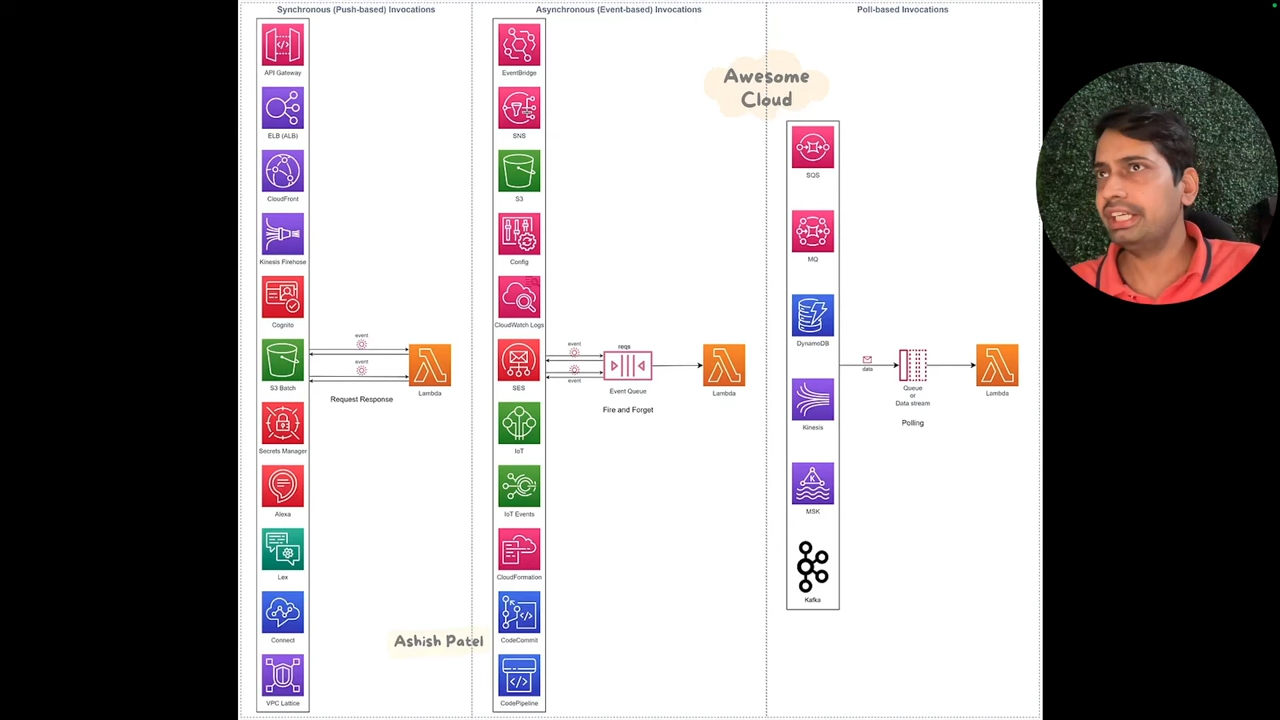 Synchronous (Push-based) Invocations
API Gateway
ELB (ALB)
CloudFront
Kinesis Firehose
Cognito
S3 Batch
Secrets Manager
Alexa
Lex
Connect
VPC Lattice
event
event
Request Response
Lambda
Ashish Patel
Asynchronous (Event-based) Invocations
EventBridge
SNS
S3
Config
CloudWatch Logs
SES
IoT
IoT Events
CloudFormation
CodeCommit
CodePipeline
event
event
reqs
Event Queue
Fire and Forget
Lambda
Awesome
Cloud
Poll-based Invocations
SQS
MQ
DynamoDB
Kinesis
MSK
Kafka
data
Queue
or
Data stream
Polling
Lambda